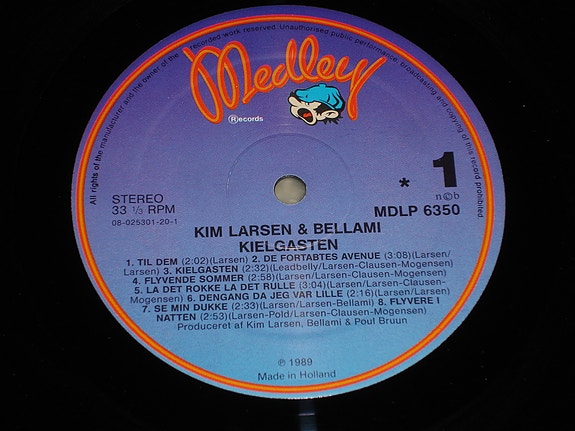 All rights of the manufacturer and the owner of the recorded work reserved. Unauthorised public performance, broadcasting and copying of this record prohibited
Medley
Records
STEREO
33 1/3 RPM
08-025301-20-1
* 1
n©b
MDLP 6350
KIM LARSEN & BELLAMI
KIELGASTEN
1. TIL DEM (2:02)(Larsen) 2. DE FORTABTES AVENUE (3:08)(Larsen/
Larsen) 3. KIELGASTEN (2:32)(Leadbelly/Larsen-Clausen-Mogensen)
4. FLYVENDE SOMMER (2:58)(Larsen/Larsen-Clausen-Mogensen)
5. LA DET ROKKE LA DET RULLE (3:04)(Larsen/Larsen-Clausen-
Mogensen) 6. DENGANG DA JEG VAR LILLE (2:16)(Larsen/Larsen)
7. SE MIN DUKKE (2:33)(Larsen/Larsen-Bellami) 8. FLYVERE I
NATTEN (2:53)(Larsen-Pold/Larsen-Clausen-Mogensen)
Produceret af Kim Larsen, Bellami & Poul Bruun
℗ 1989
Made in Holland